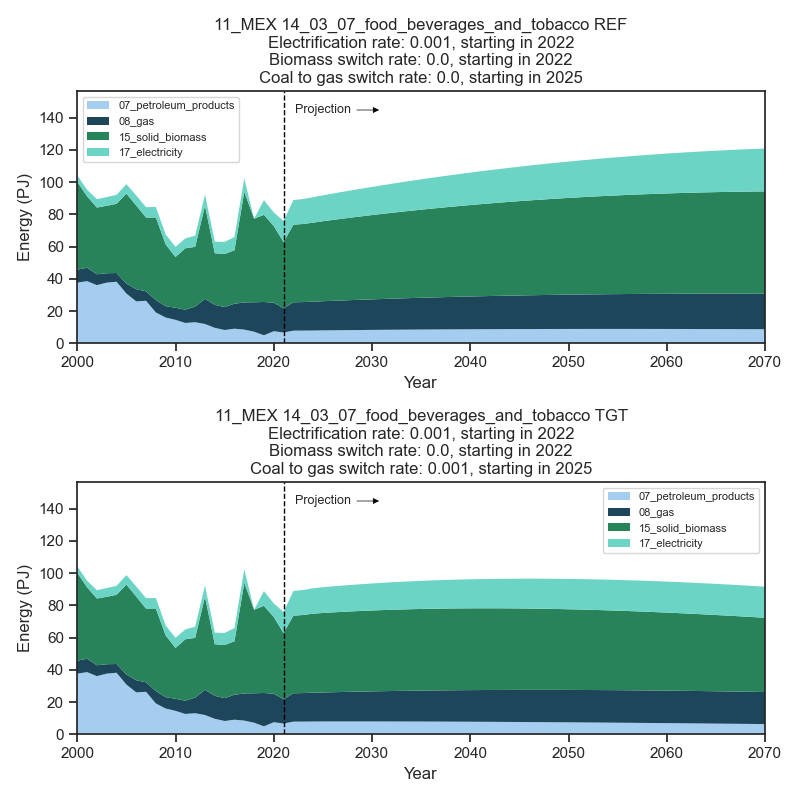 11_MEX 14_03_07_food_beverages_and_tobacco REF
Electrification rate: 0.001, starting in 2022
Biomass switch rate: 0.0, starting in 2022
Coal to gas switch rate: 0.0, starting in 2025
07_petroleum_products
08_gas
15_solid_biomass
17_electricity
Projection
Energy (PJ)
140
120
100
80
60
40
20
0
2000 2010 2020 2030 2040 2050 2060 2070
Year
11_MEX 14_03_07_food_beverages_and_tobacco TGT
Electrification rate: 0.001, starting in 2022
Biomass switch rate: 0.0, starting in 2022
Coal to gas switch rate: 0.001, starting in 2025
Projection
07_petroleum_products
08_gas
15_solid_biomass
17_electricity
Energy (PJ)
140
120
100
80
60
40
20
0
2000 2010 2020 2030 2040 2050 2060 2070
Year